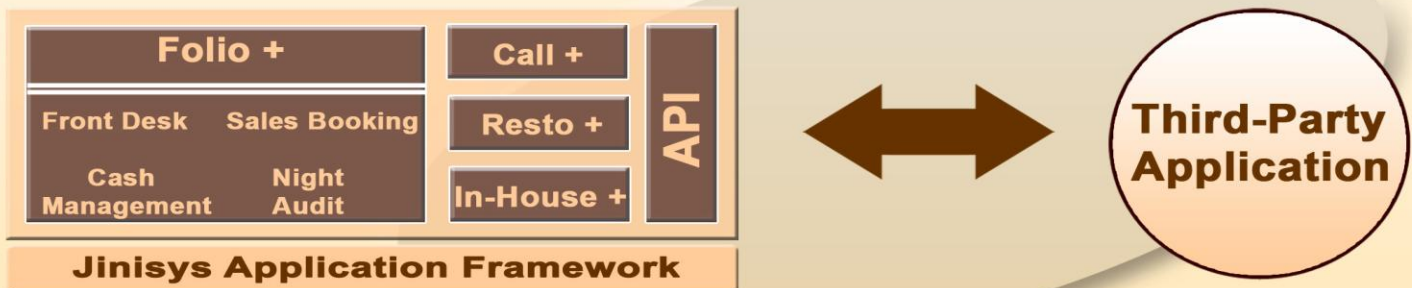 Folio +
Front Desk
Sales Booking
Cash
Management
Night
Audit
Call +
Resto +
In-House +
API
Third-Party
Application
Jinisys Application Framework